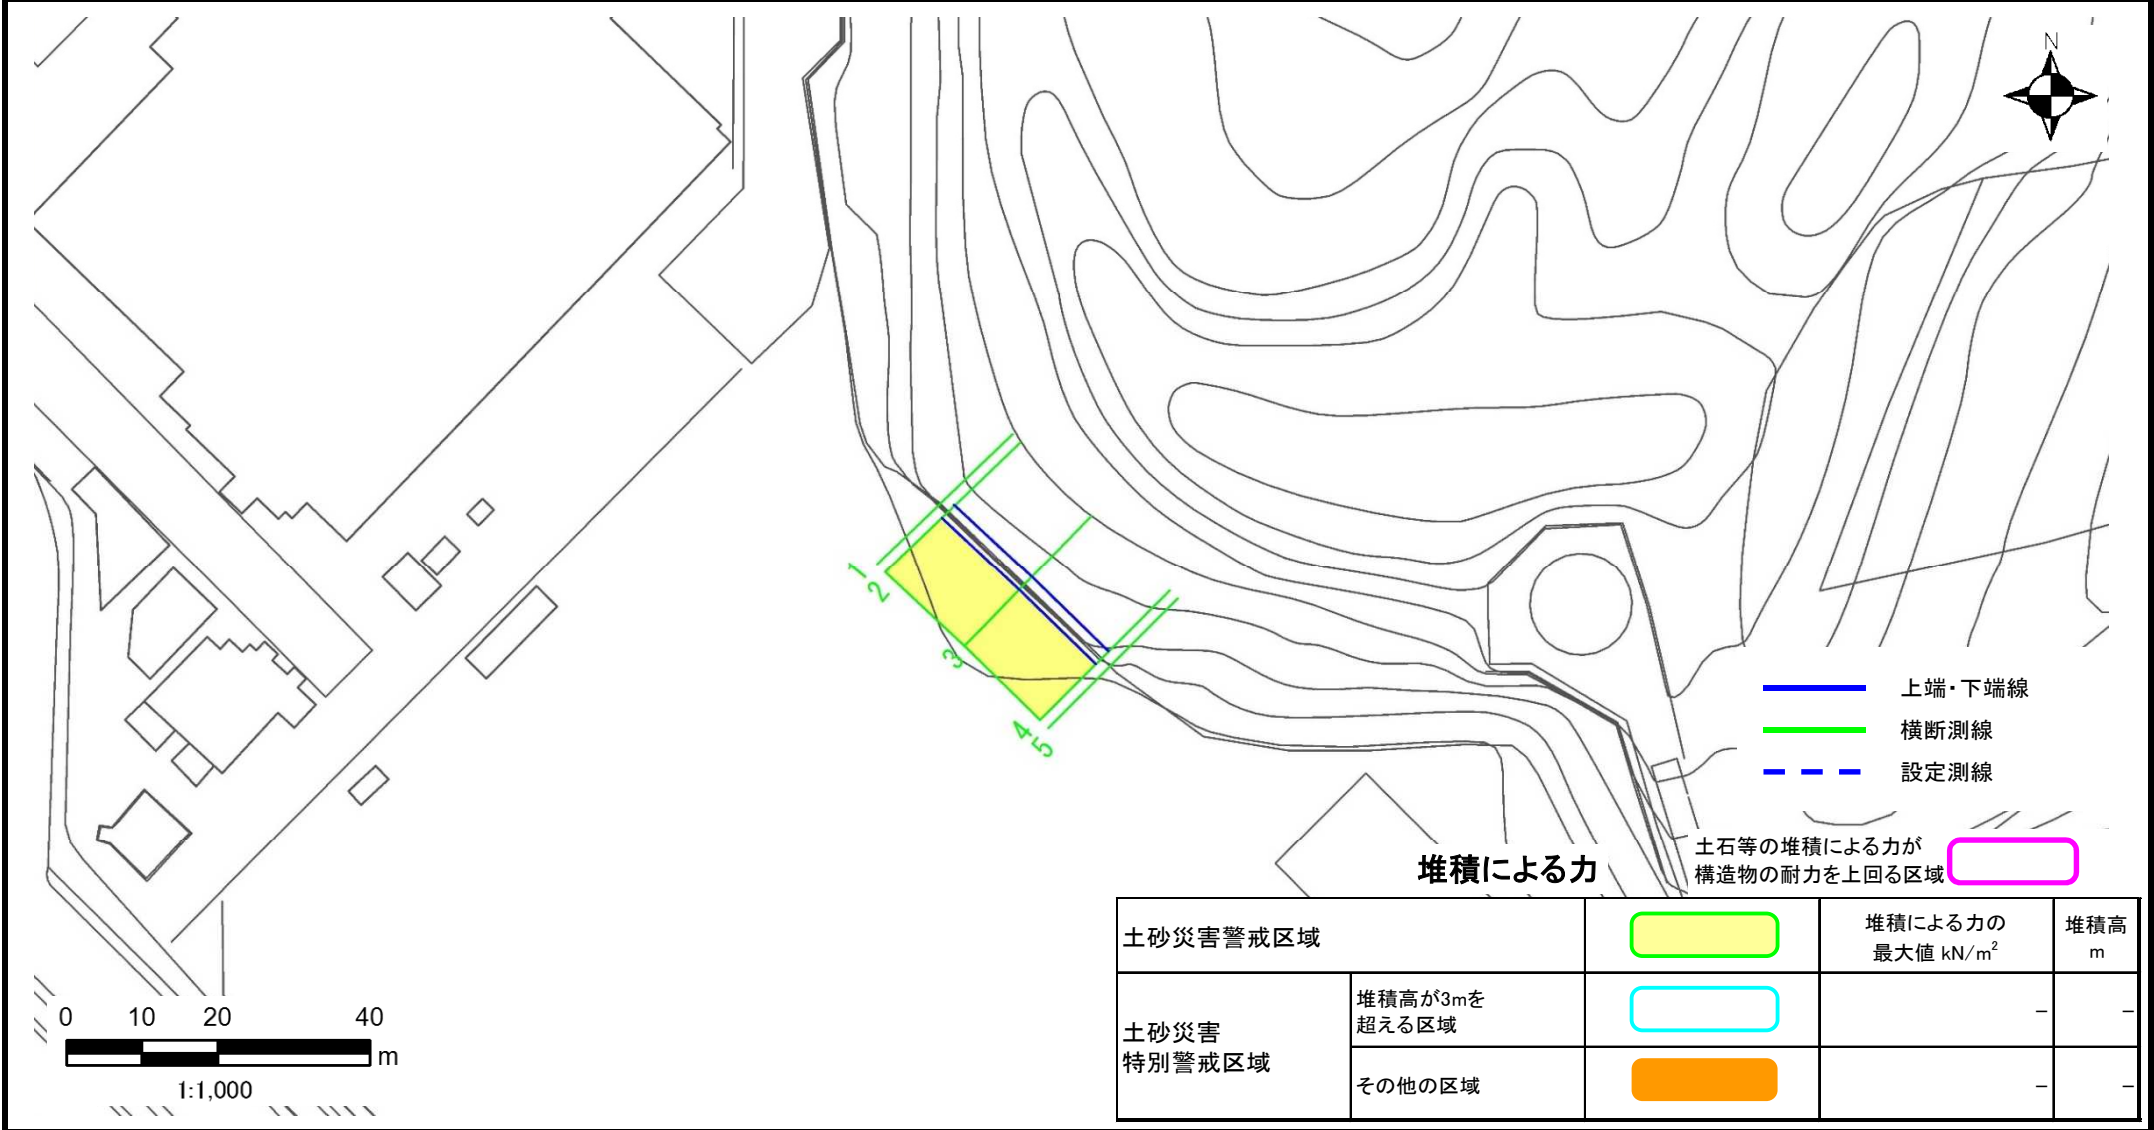 N
1
2
3
4
5
上端・下端線
横断測線
設定測線
土石等の堆積による力が
構造物の耐力を上回る区域
堆積による力
土砂災害警戒区域
堆積による力の
最大値 kN/m²
堆積高
m
土砂災害
特別警戒区域
堆積高が3mを
超える区域
−
−
その他の区域
−
−
0 10 20 40
m
1:1,000